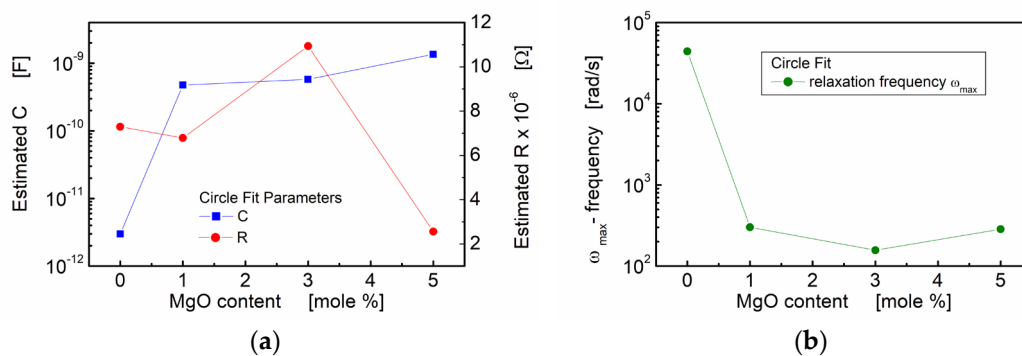 10⁻⁹
10⁻¹⁰
10⁻¹¹
10⁻¹²
Estimated C [F]
12
10
8
6
4
2
Estimated R x 10⁻⁶ [Ω]
Circle Fit Parameters
C
R
0 1 2 3 4 5
MgO content [mole %]
(a)
10⁵
10⁴
10³
10²
ω_max- frequency [rad/s]
Circle Fit
relaxation frequency ω_max
0 1 2 3 4 5
MgO content [mole %]
(b)